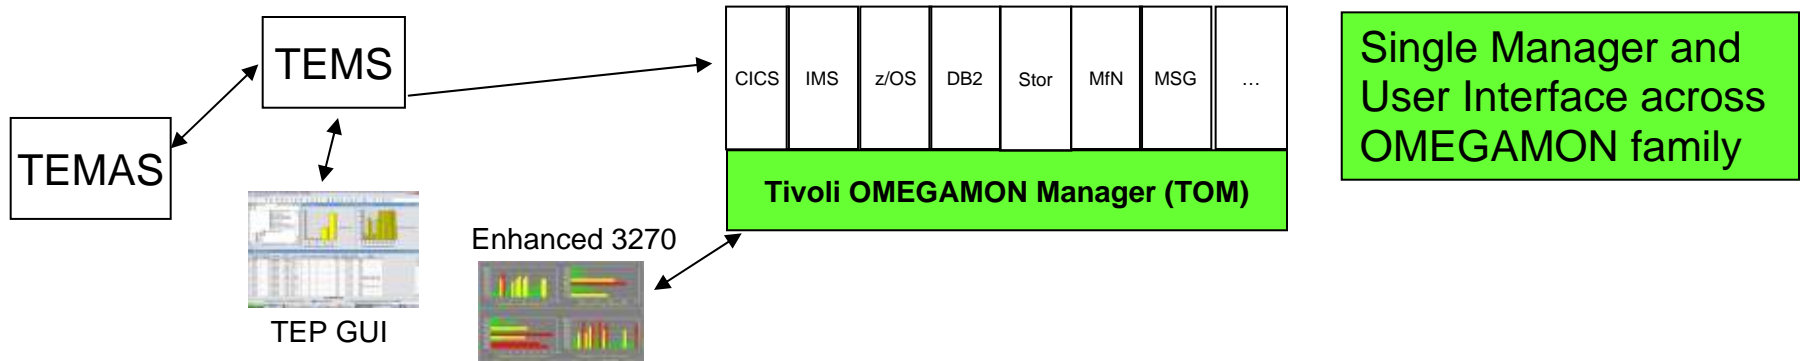 TEMS
TEMAS
TEP GUI
Enhanced 3270
CICS IMS z/OS DB2 Stor MfN MSG ...
Tivoli OMEGAMON Manager (TOM)
Single Manager and
User Interface across
OMEGAMON family